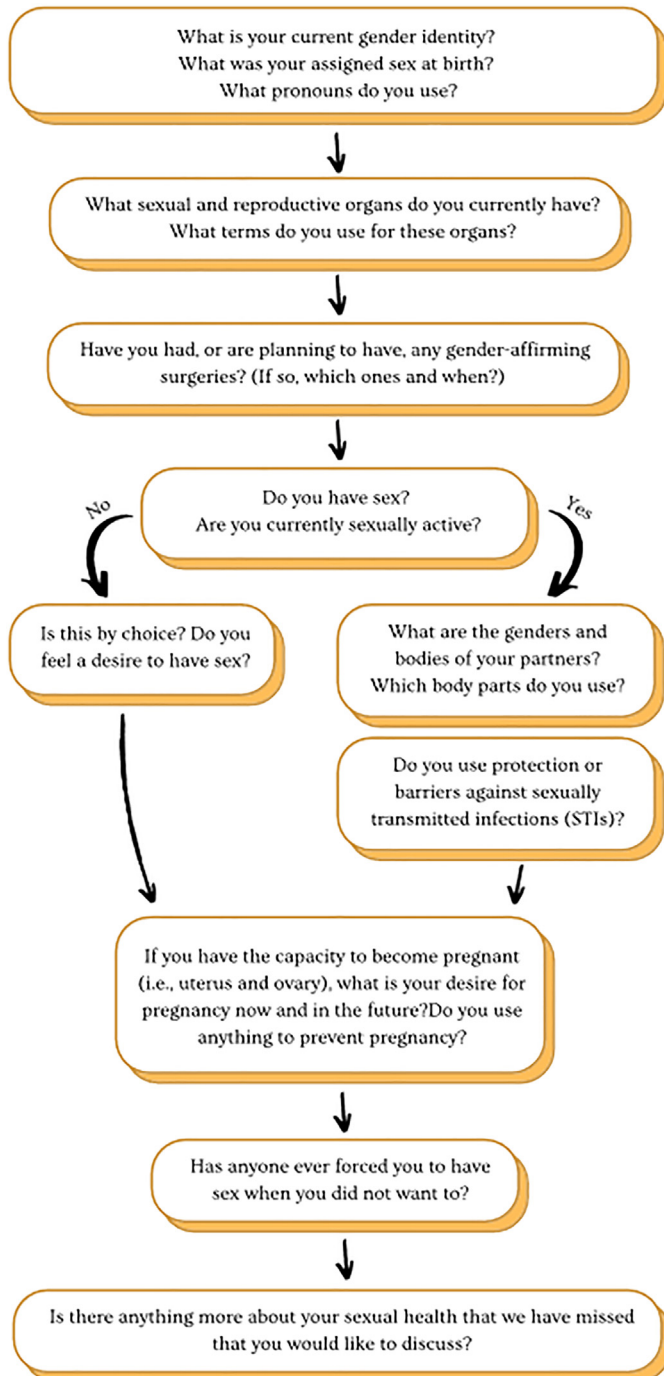 What is your current gender identity?
What was your assigned sex at birth?
What pronouns do you use?
What sexual and reproductive organs do you currently have?
What terms do you use for these organs?
Have you had, or are planning to have, any gender-affirming
surgeries? (If so, which ones and when?)
Do you have sex?
Are you currently sexually active?
No
Yes
Is this by choice? Do you
feel a desire to have sex?
What are the genders and
bodies of your partners?
Which body parts do you use?
Do you use protection or
barriers against sexually
transmitted infections (STIs)?
If you have the capacity to become pregnant
(i.e., uterus and ovary), what is your desire for
pregnancy now and in the future?Do you use
anything to prevent pregnancy?
Has anyone ever forced you to have
sex when you did not want to?
Is there anything more about your sexual health that we have missed
that you would like to discuss?